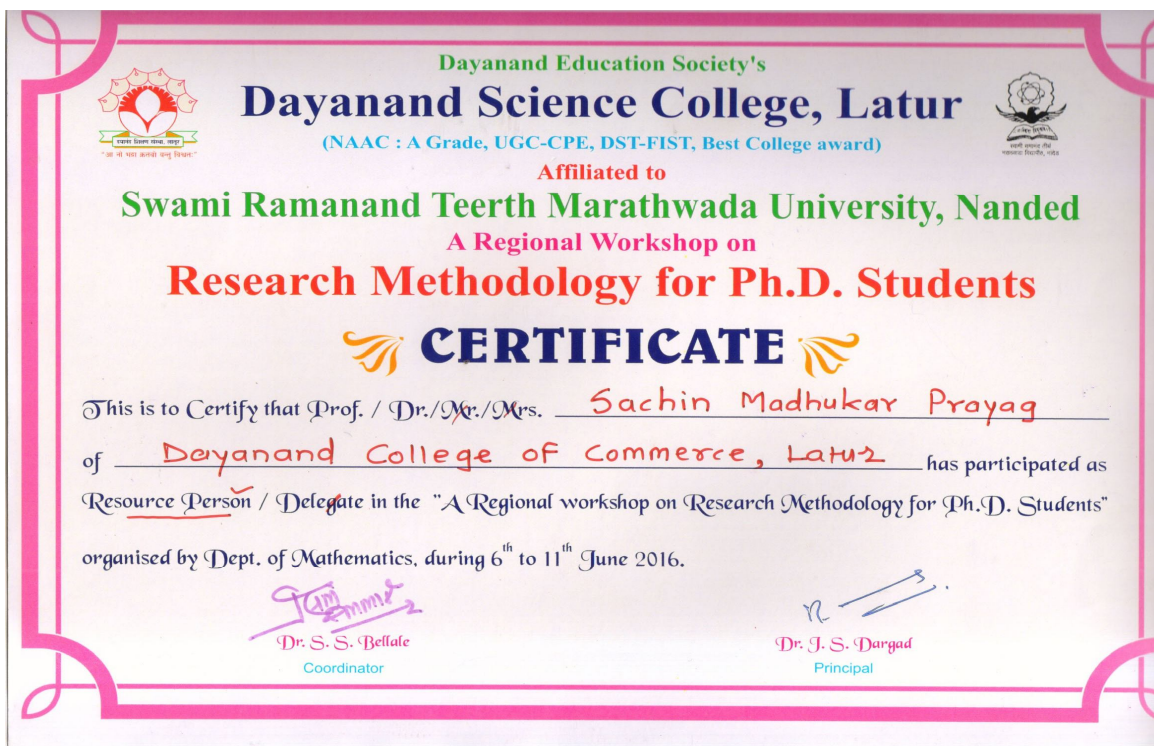 Dayanand Education Society's
Dayanand Science College, Latur
(NAAC : A Grade, UGC-CPE, DST-FIST, Best College award)
Affiliated to
Swami Ramanand Teerth Marathwada University, Nanded
A Regional Workshop on
Research Methodology for Ph.D. Students
CERTIFICATE
This is to Certify that Prof. / Dr./Mr./Mrs. Sachin Madhukar Prayag
of Dayanand College of Commerce, Latur has participated as
Resource Person / Delegate in the "A Regional workshop on Research Methodology for Ph.D. Students"
organised by Dept. of Mathematics, during 6th to 11th June 2016.
Dr. S. S. Bellale
Coordinator
Dr. J. S. Dargad
Principal